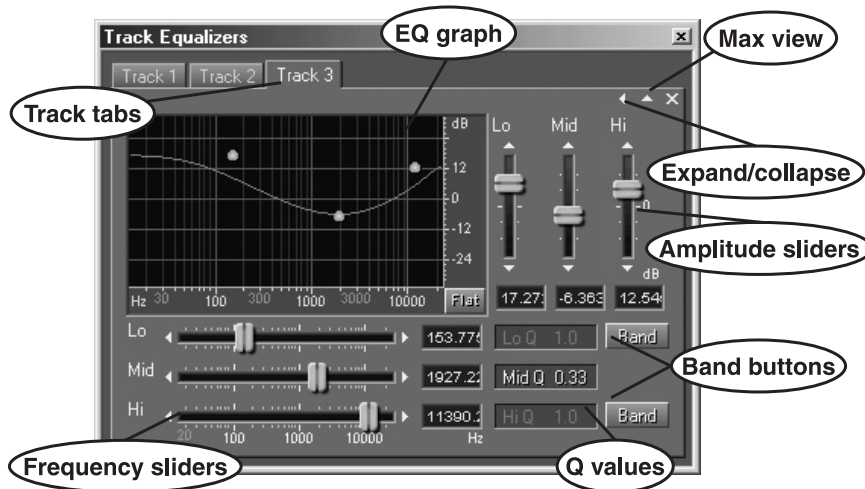 Track Equalizers
EQ graph
Max view
Track 1 Track 2 Track 3
Track tabs
dB
Lo Mid Hi
12
0
-12
-24
Expand/collapse
0
Amplitude sliders
dB
Hz 30 100 300 1000 3000 10000 Flat
17.27 -6.363 12.54
Lo 153.77 Lo Q 1.0 Band
Mid 1927.2 Mid Q 0.33
Band buttons
Hi 11390. Hi Q 1.0 Band
20 100 1000 10000 Hz
Frequency sliders
Q values